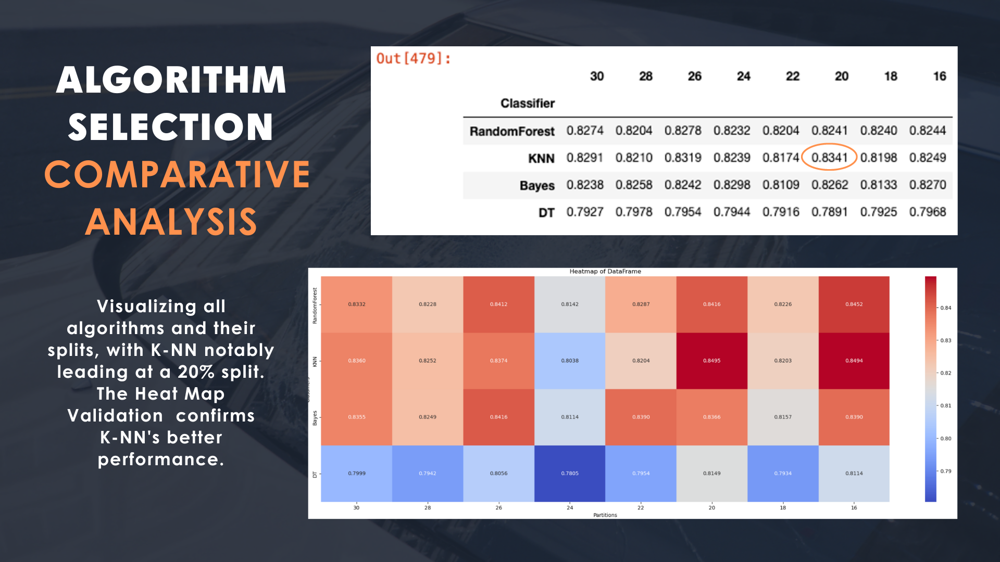 ALGORITHM
SELECTION
COMPARATIVE
ANALYSIS
Visualizing all
algorithms and their
splits, with K-NN notably
leading at a 20% split.
The Heat Map
Validation  confirms
K-NN's better
performance.
Out[479]:
30 28 26 24 22 20 18 16
Classifier
RandomForest 0.8274 0.8204 0.8278 0.8232 0.8204 0.8241 0.8240 0.8244
KNN 0.8291 0.8210 0.8319 0.8239 0.8174 0.8341 0.8198 0.8249
Bayes 0.8238 0.8258 0.8242 0.8298 0.8109 0.8262 0.8133 0.8270
DT 0.7927 0.7978 0.7954 0.7944 0.7916 0.7891 0.7925 0.7968
Heatmap of DataFrame
RandomForest 0.8332 0.8228 0.8412 0.8142 0.8287 0.8416 0.8226 0.8452
KNN 0.8360 0.8252 0.8374 0.8038 0.8204 0.8495 0.8203 0.8494
Bayes 0.8355 0.8249 0.8416 0.8114 0.8390 0.8366 0.8157 0.8390
DT 0.7999 0.7942 0.8056 0.7805 0.7954 0.8149 0.7934 0.8114
30 28 26 24 22 20 18 16
Partitions
0.84
0.83
0.82
0.81
0.80
0.79